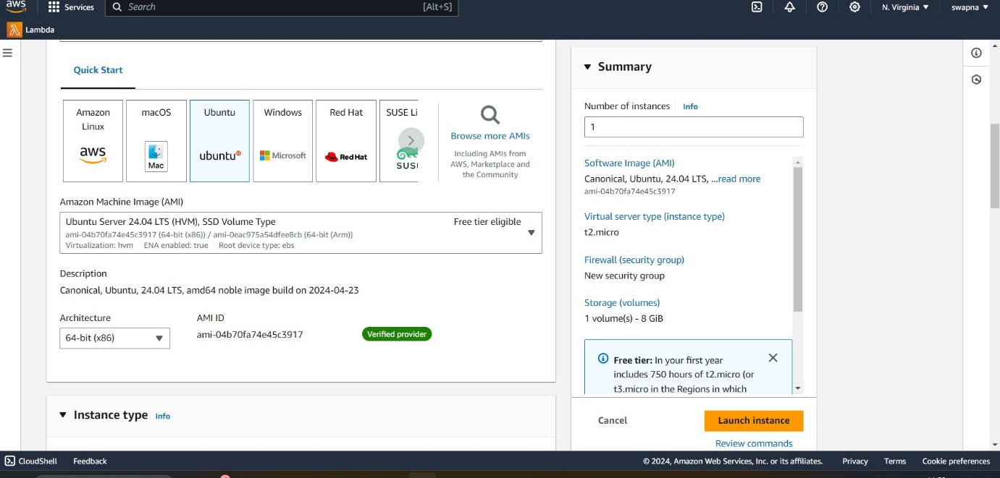 aws
Services
Search
[Alt+S]
N. Virginia
swapna
Lambda
Quick Start
Amazon
Linux
aws
macOS
Mac
Ubuntu
ubuntu
Windows
Microsoft
Red Hat
Red Hat
SUSE Li
SUS
Browse more AMIs
Including AMIs from
AWS, Marketplace and
the Community
Amazon Machine Image (AMI)
Ubuntu Server 24.04 LTS (HVM), SSD Volume Type
Free tier eligible
ami-04b70fa74e45c3917 (64-bit (x86)) / ami-0eac975a54dfee8cb (64-bit (Arm))
Virtualization: hvm ENA enabled: true Root device type: ebs
Description
Canonical, Ubuntu, 24.04 LTS, amd64 noble image build on 2024-04-23
Architecture
64-bit (x86)
AMI ID
ami-04b70fa74e45c3917
Verified provider
Instance type Info
Summary
Number of instances Info
1
Software Image (AMI)
Canonical, Ubuntu, 24.04 LTS, ...read more
ami-04b70fa74e45c3917
Virtual server type (instance type)
t2.micro
Firewall (security group)
New security group
Storage (volumes)
1 volume(s) - 8 GiB
Free tier: In your first year
includes 750 hours of t2.micro (or
t3.micro in the Regions in which
Cancel
Launch instance
Review commands
CloudShell
Feedback
© 2024, Amazon Web Services, Inc. or its affiliates.
Privacy
Terms
Cookie preferences